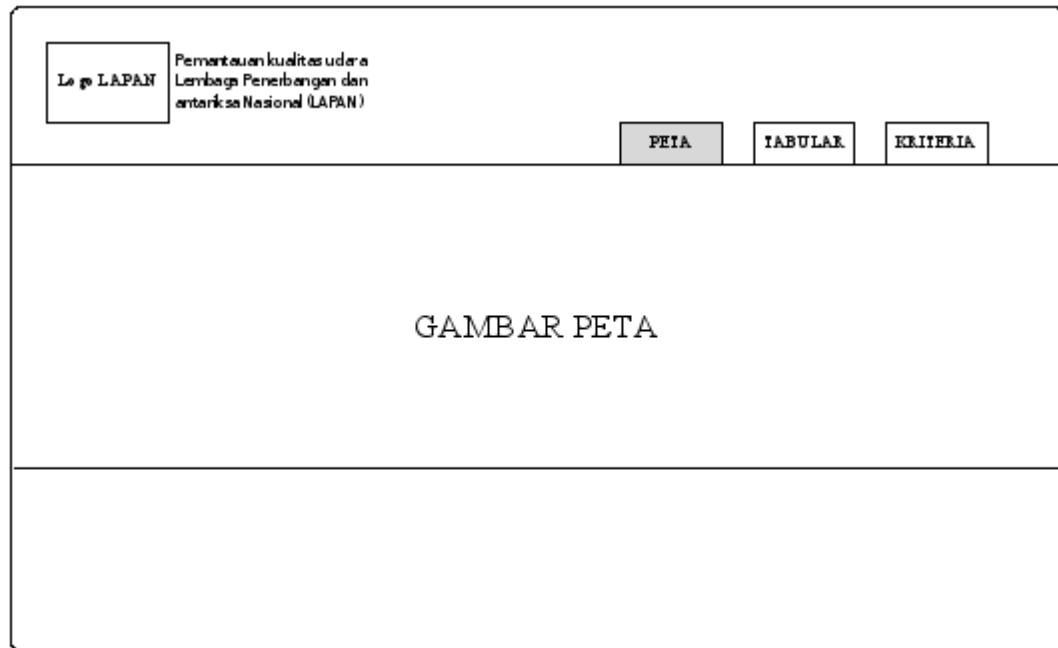 Logo LAPAN
Pemantauan kualitas udara
Lembaga Penerbangan dan
antariksa Nasional (LAPAN)
PETA
TABULAR
KRITERIA
GAMBAR PETA